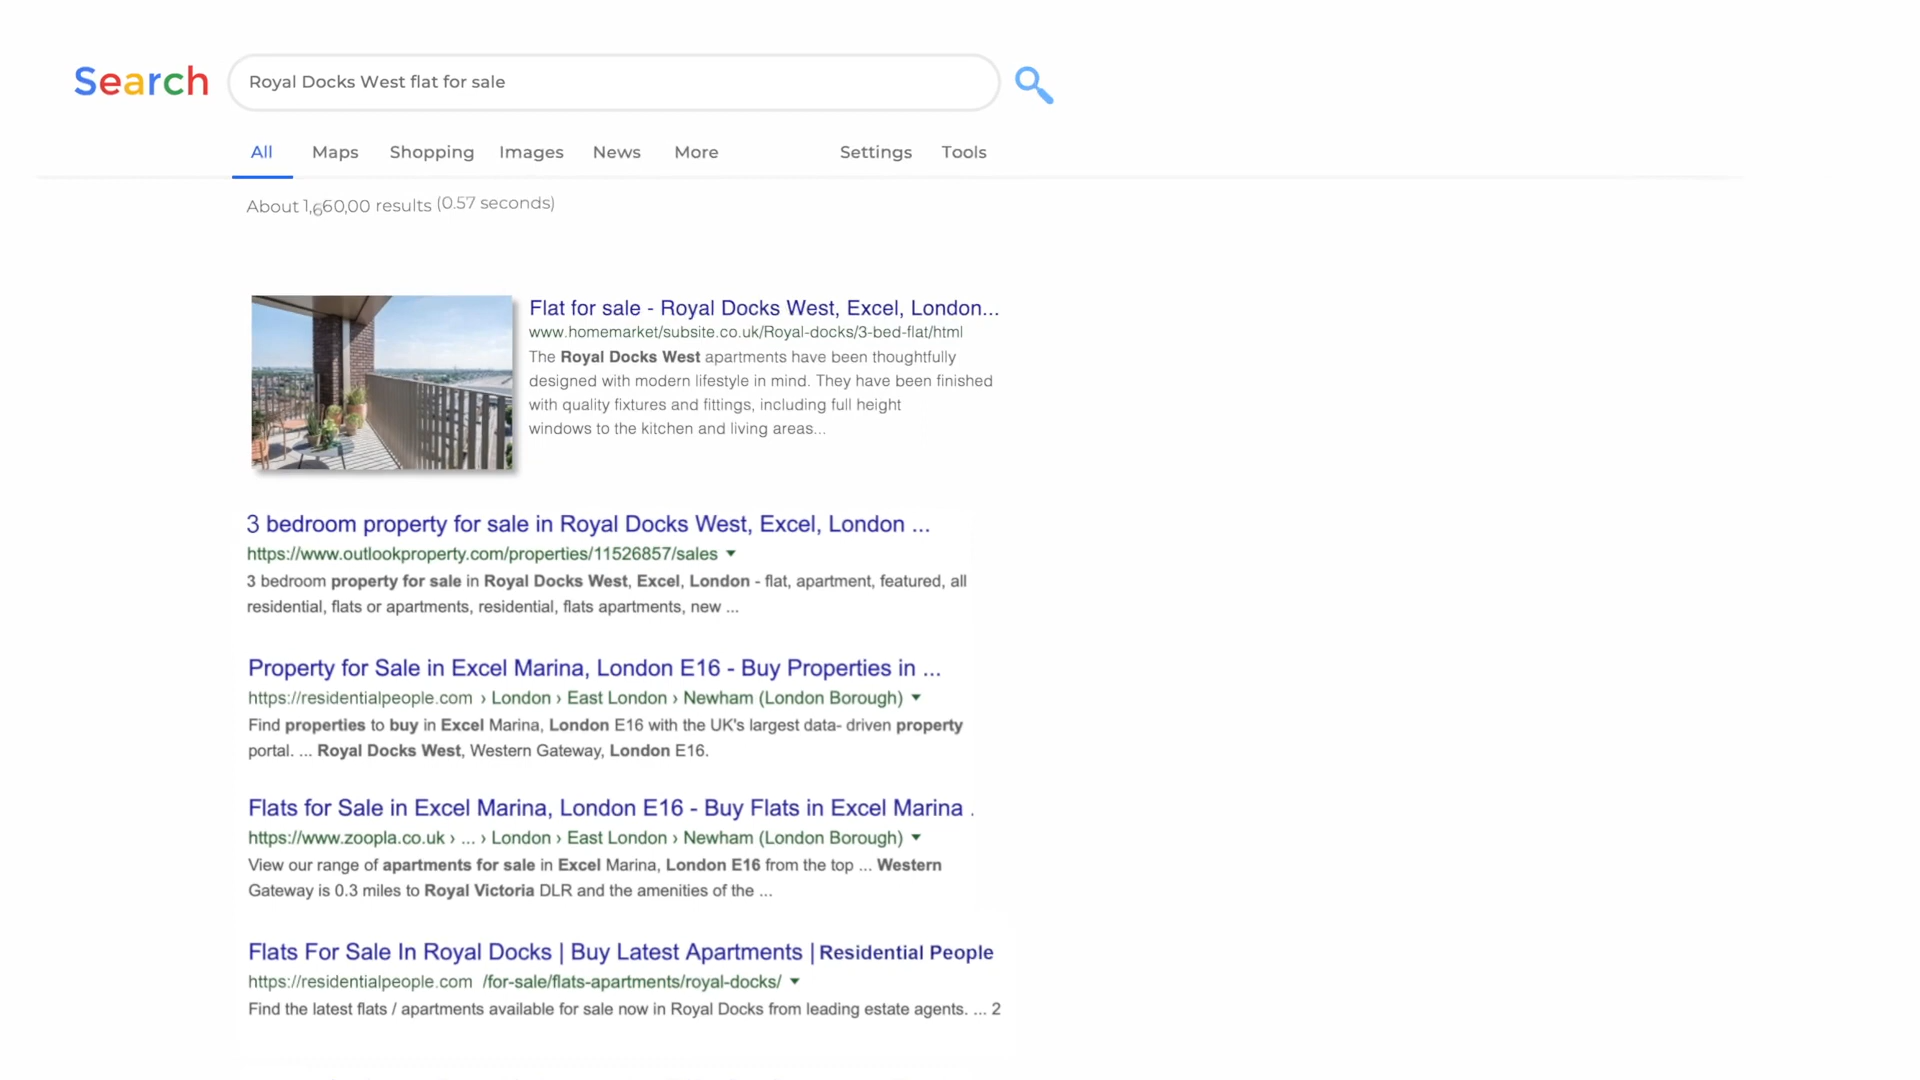 Search
Royal Docks West flat for sale
All Maps Shopping Images News More Settings Tools
About 1,660,00 results (0.57 seconds)
Flat for sale - Royal Docks West, Excel, London...
www.homemarket/subsite.co.uk/Royal-docks/3-bed-flat/html
The Royal Docks West apartments have been thoughtfully
designed with modern lifestyle in mind. They have been finished
with quality fixtures and fittings, including full height
windows to the kitchen and living areas...
3 bedroom property for sale in Royal Docks West, Excel, London ...
https://www.outlookproperty.com/properties/11526857/sales
3 bedroom property for sale in Royal Docks West, Excel, London - flat, apartment, featured, all
residential, flats or apartments, residential, flats apartments, new ...
Property for Sale in Excel Marina, London E16 - Buy Properties in ...
https://residentialpeople.com › London › East London › Newham (London Borough)
Find properties to buy in Excel Marina, London E16 with the UK's largest data- driven property
portal. ... Royal Docks West, Western Gateway, London E16.
Flats for Sale in Excel Marina, London E16 - Buy Flats in Excel Marina .
https://www.zoopla.co.uk › ... › London › East London › Newham (London Borough)
View our range of apartments for sale in Excel Marina, London E16 from the top ... Western
Gateway is 0.3 miles to Royal Victoria DLR and the amenities of the ...
Flats For Sale In Royal Docks | Buy Latest Apartments | Residential People
https://residentialpeople.com /for-sale/flats-apartments/royal-docks/
Find the latest flats / apartments available for sale now in Royal Docks from leading estate agents. ... 2